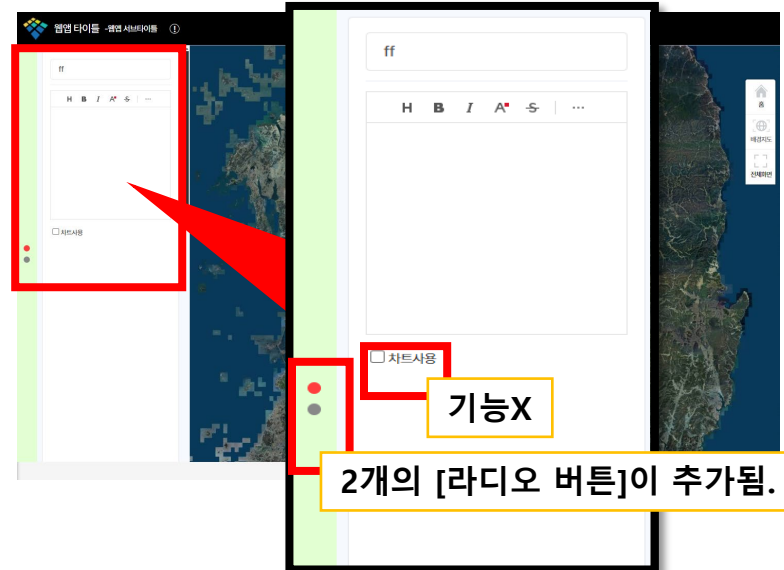 웹앱 타이틀 -웹앱 서브타이틀
ff
H B I A S ...
차트사용
홈
배경지도
전체화면
ff
H B I A S ...
차트사용
기능X
2개의 [라디오 버튼]이 추가됨.